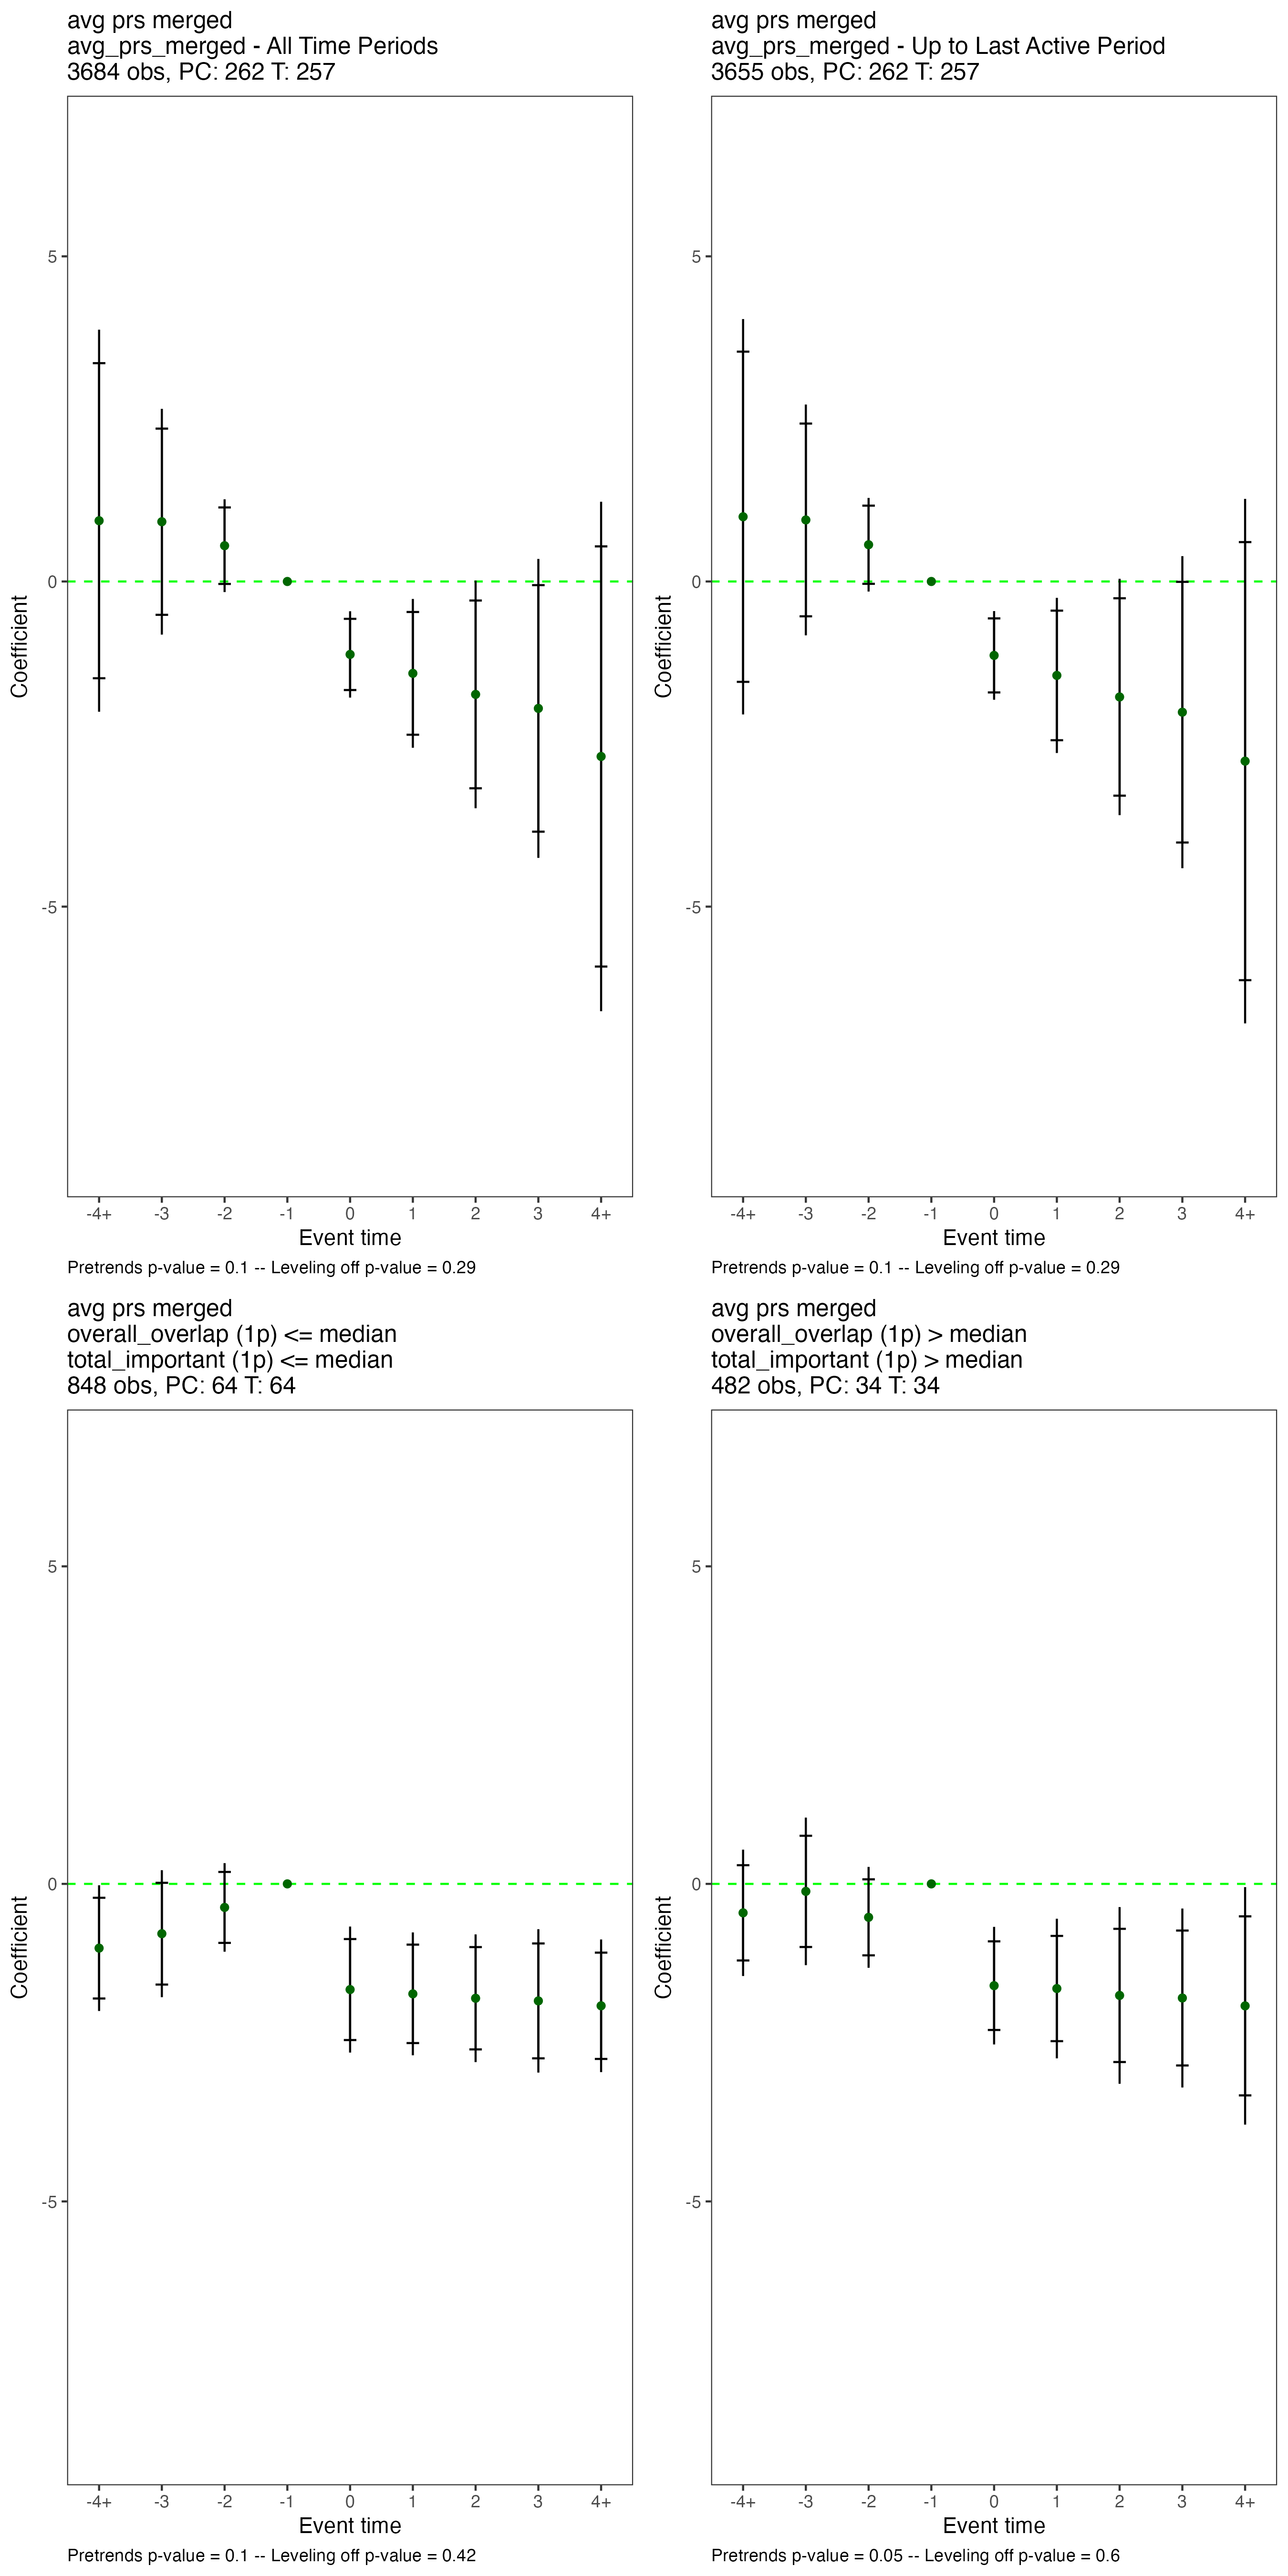 avg prs merged
avg_prs_merged - All Time Periods
3684 obs, PC: 262 T: 257
5
0
-5
Coefficient
-4+ -3 -2 -1 0 1 2 3 4+
Event time
Pretrends p-value = 0.1 -- Leveling off p-value = 0.29
avg prs merged
avg_prs_merged - Up to Last Active Period
3655 obs, PC: 262 T: 257
5
0
-5
Coefficient
-4+ -3 -2 -1 0 1 2 3 4+
Event time
Pretrends p-value = 0.1 -- Leveling off p-value = 0.29
avg prs merged
overall_overlap (1p) <= median
total_important (1p) <= median
848 obs, PC: 64 T: 64
5
0
-5
Coefficient
-4+ -3 -2 -1 0 1 2 3 4+
Event time
Pretrends p-value = 0.1 -- Leveling off p-value = 0.42
avg prs merged
overall_overlap (1p) > median
total_important (1p) > median
482 obs, PC: 34 T: 34
5
0
-5
Coefficient
-4+ -3 -2 -1 0 1 2 3 4+
Event time
Pretrends p-value = 0.05 -- Leveling off p-value = 0.6